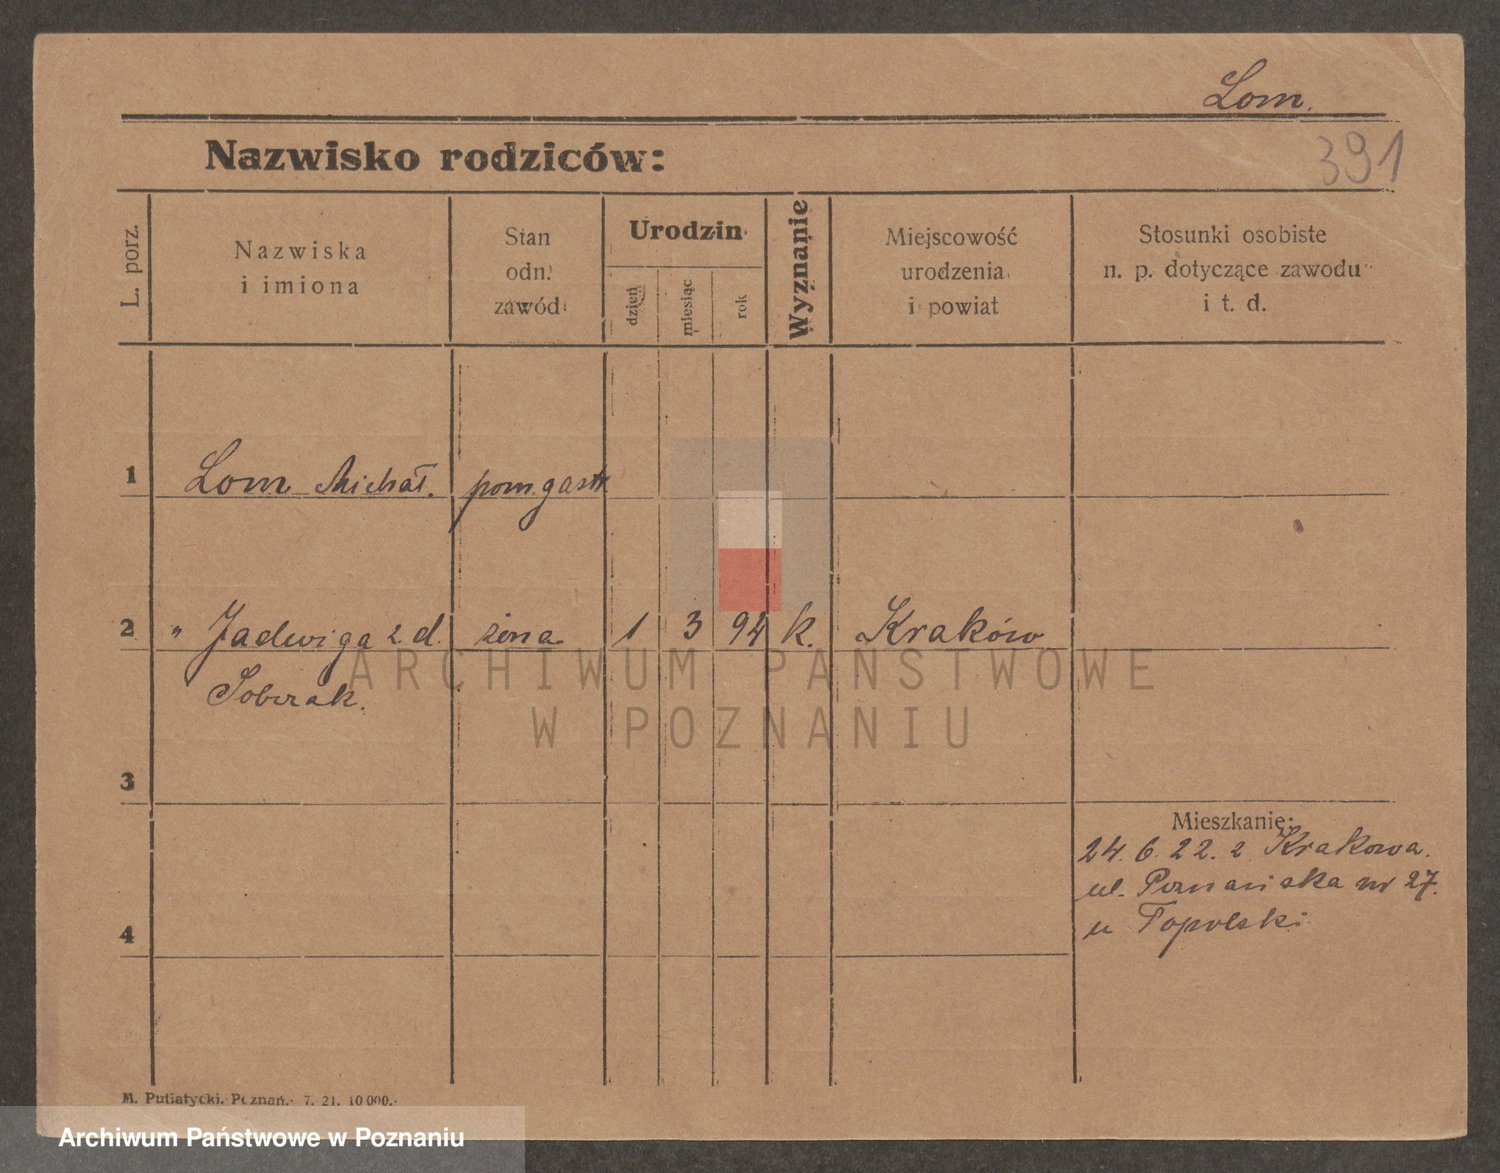 Lom.
391
Nazwisko rodziców:
L. porz.
Nazwiska
i imiona
Stan
odn.
zawód
Urodzin
dzień
miesiąc
rok
Wyznanie
Miejscowość
urodzenia
i powiat
Stosunki osobiste
n. p. dotyczące zawodu
i t. d.
1 Lom Michał. pom. gastr
2 " Jadwiga z d. żona 1 3 94 k. Kraków
ARCHIWUM PAŃSTWOWE
W POZNANIU
3
Mieszkanie:
24. 6. 22. z Krakowa.
ul. Poznańska nr 27.
u Topolski
4
M. Putiatycki. Poznań. 7. 21. 10 000.
Archiwum Państwowe w Poznaniu